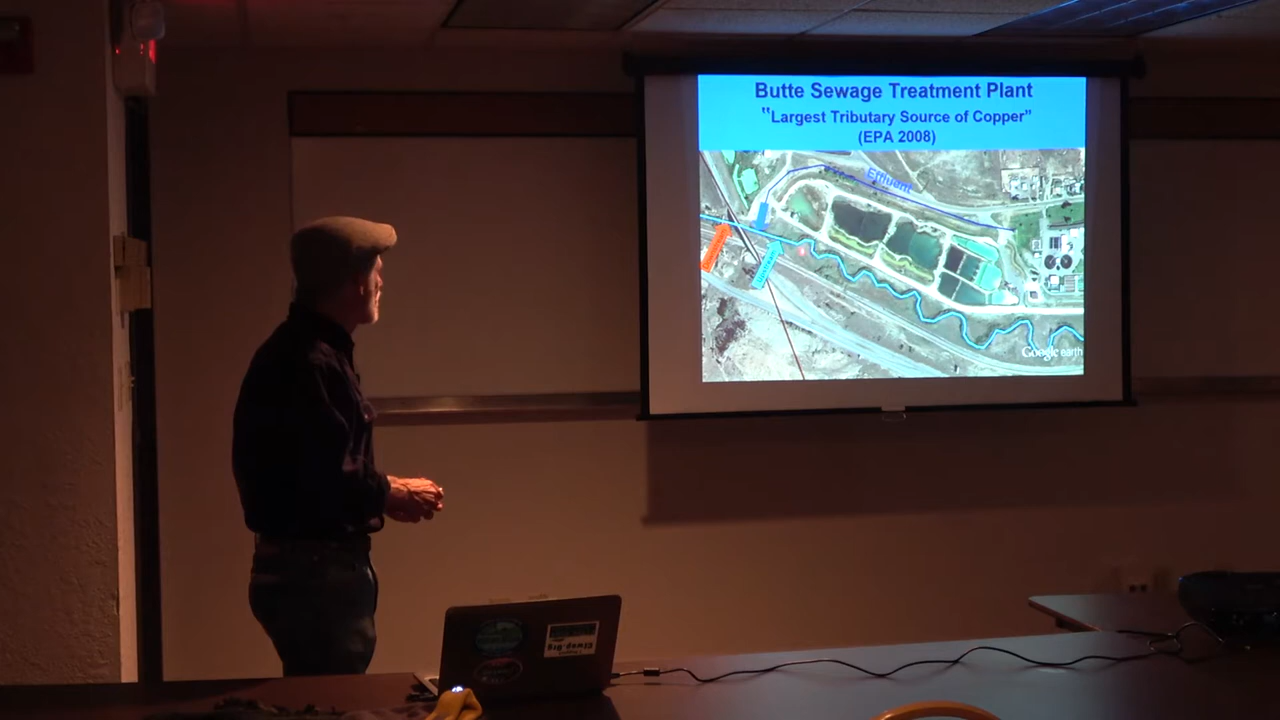 Butte Sewage Treatment Plant
"Largest Tributary Source of Copper"
(EPA 2008)
Effluent
Google earth